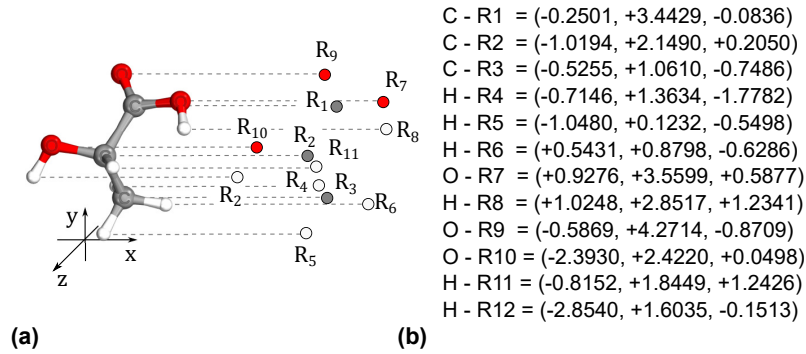 R₉
R₇
R₁
R₈
R₁₀
R₂
R₁₁
R₂
R₄
R₃
R₆
R₅
y
x
z
(a)
C - R1 = (-0.2501, +3.4429, -0.0836)
C - R2 = (-1.0194, +2.1490, +0.2050)
C - R3 = (-0.5255, +1.0610, -0.7486)
H - R4 = (-0.7146, +1.3634, -1.7782)
H - R5 = (-1.0480, +0.1232, -0.5498)
H - R6 = (+0.5431, +0.8798, -0.6286)
O - R7 = (+0.9276, +3.5599, +0.5877)
H - R8 = (+1.0248, +2.8517, +1.2341)
O - R9 = (-0.5869, +4.2714, -0.8709)
O - R10 = (-2.3930, +2.4220, +0.0498)
H - R11 = (-0.8152, +1.8449, +1.2426)
H - R12 = (-2.8540, +1.6035, -0.1513)
(b)